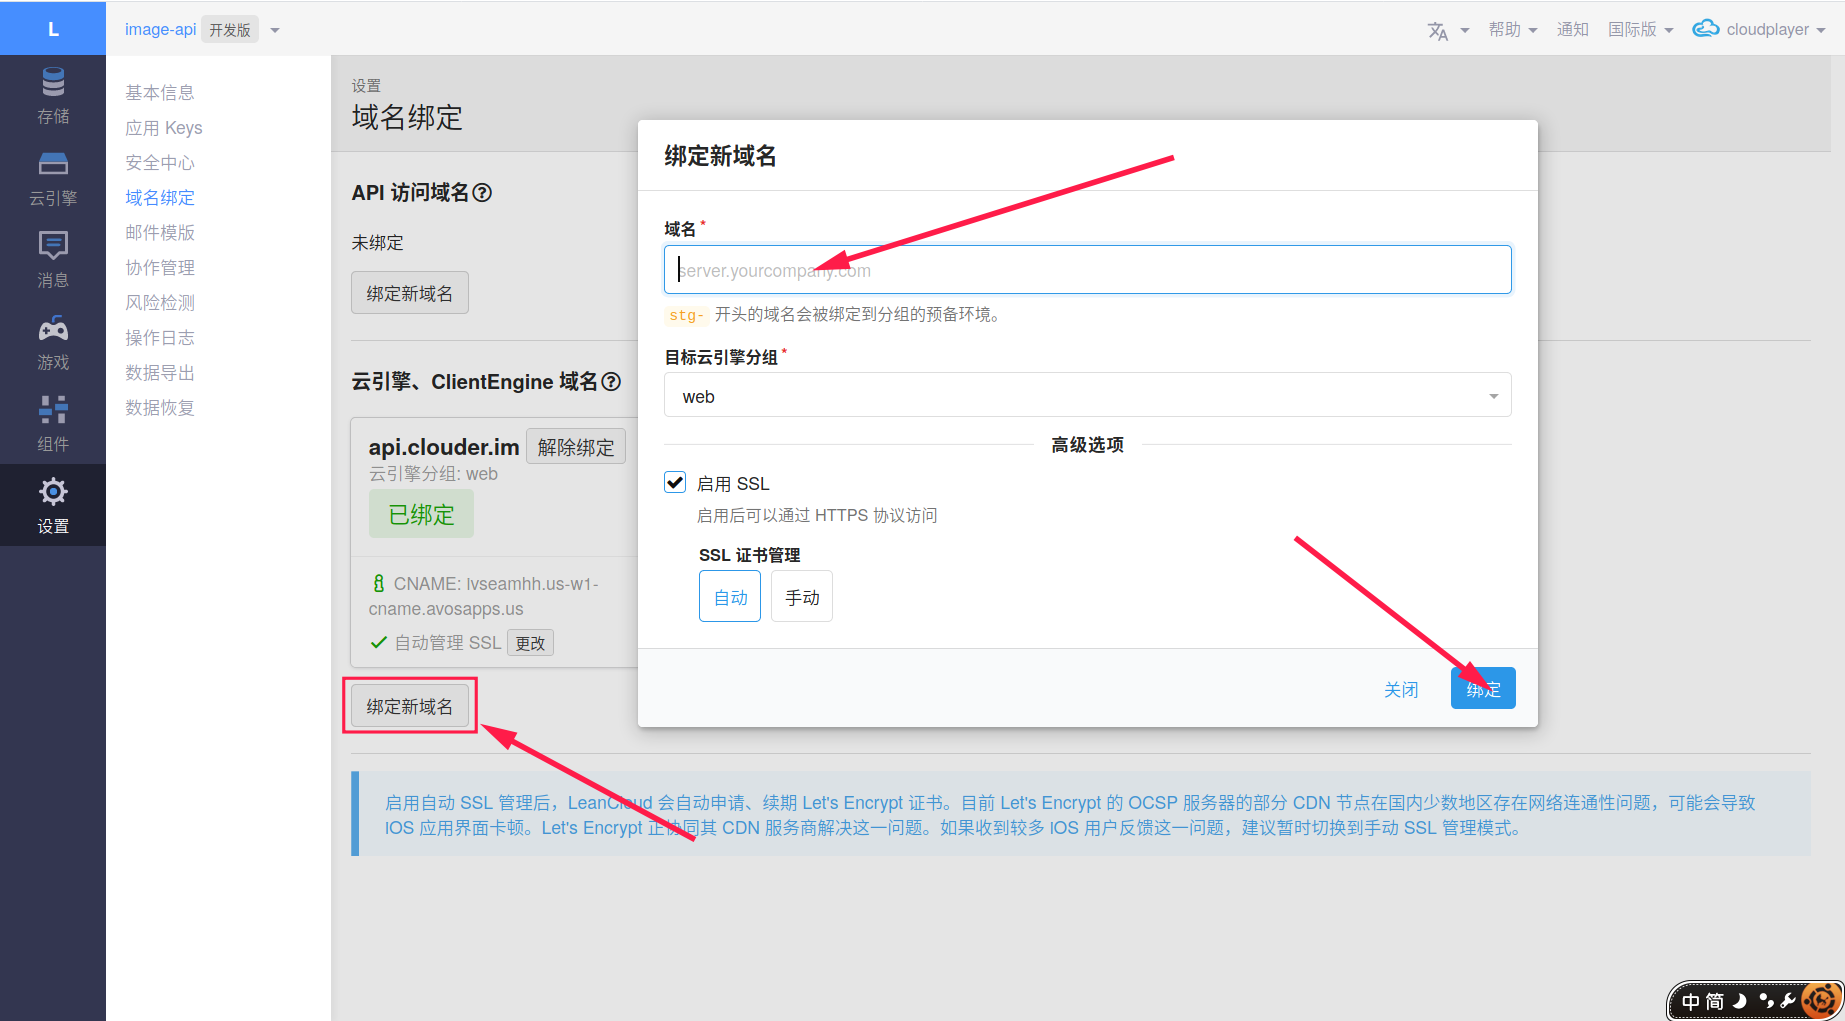 L
image-api 开发版
帮助
通知
国际版
cloudplayer
存储
云引擎
消息
游戏
组件
设置
基本信息
应用 Keys
安全中心
域名绑定
邮件模版
协作管理
风险检测
操作日志
数据导出
数据恢复
设置
域名绑定
API 访问域名
未绑定
绑定新域名
云引擎、ClientEngine 域名
api.clouder.im 解除绑定
云引擎分组: web
已绑定
CNAME: lvseamhh.us-w1-
cname.avosapps.us
自动管理 SSL 更改
绑定新域名
启用自动 SSL 管理后，LeanCloud 会自动申请、续期 Let's Encrypt 证书。目前 Let's Encrypt 的 OCSP 服务器的部分 CDN 节点在国内少数地区存在网络连通性问题，可能会导致
iOS 应用界面卡顿。Let's Encrypt 正协同其 CDN 服务商解决这一问题。如果收到较多 iOS 用户反馈这一问题，建议暂时切换到手动 SSL 管理模式。
绑定新域名
域名 *
server.yourcompany.com
stg- 开头的域名会被绑定到分组的预备环境。
目标云引擎分组 *
web
高级选项
启用 SSL
启用后可以通过 HTTPS 协议访问
SSL 证书管理
自动
手动
关闭
绑定
中 简